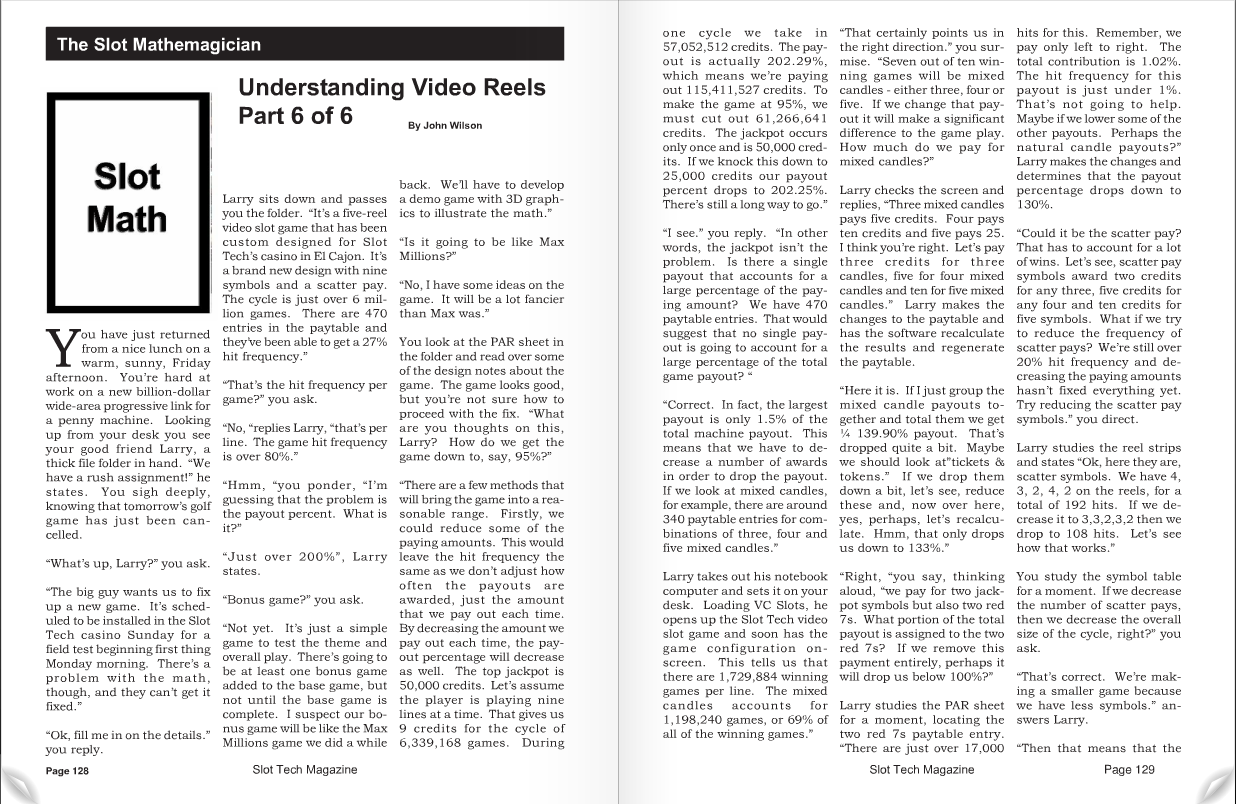 The Slot Mathemagician
Understanding Video Reels
Part 6 of 6
By John Wilson
Slot
Math
You have just returned
from a nice lunch on a
warm, sunny, Friday
afternoon. You're hard at
work on a new billion-dollar
wide-area progressive link for
a penny machine. Looking
up from your desk you see
your good friend Larry, a
thick file folder in hand. “We
have a rush assignment!” he
states. You sigh deeply,
knowing that tomorrow's golf
game has just been can-
celled.
“What's up, Larry?” you ask.
“The big guy wants us to fix
up a new game. It's sched-
uled to be installed in the Slot
Tech casino Sunday for a
field test beginning first thing
Monday morning. There's a
problem with the math,
though, and they can't get it
fixed.”
“Ok, fill me in on the details.”
you reply.
Larry sits down and passes
you the folder. “It's a five-reel
video slot game that has been
custom designed for Slot
Tech's casino in El Cajon. It's
a brand new design with nine
symbols and a scatter pay.
The cycle is just over 6 mil-
lion games. There are 470
entries in the paytable and
they've been able to get a 27%
hit frequency.”
“That's the hit frequency per
game?” you ask.
“No, “replies Larry, “that's per
line. The game hit frequency
is over 80%.”
“Hmm, “you ponder, “I'm
guessing that the problem is
the payout percent. What is
it?”
“Just over 200%”, Larry
states.
“Bonus game?” you ask.
“Not yet. It's just a simple
game to test the theme and
overall play. There's going to
be at least one bonus game
added to the base game, but
not until the base game is
complete. I suspect our bo-
nus game will be like the Max
Millions game we did a while
back. We'll have to develop
a demo game with 3D graph-
ics to illustrate the math.”
“Is it going to be like Max
Millions?”
“No, I have some ideas on the
game. It will be a lot fancier
than Max was.”
You look at the PAR sheet in
the folder and read over some
of the design notes about the
game. The game looks good,
but you're not sure how to
proceed with the fix. “What
are you thoughts on this,
Larry? How do we get the
game down to, say, 95%?”
“There are a few methods that
will bring the game into a rea-
sonable range. Firstly, we
could reduce some of the
paying amounts. This would
leave the hit frequency the
same as we don't adjust how
often the payouts are
awarded, just the amount
that we pay out each time.
By decreasing the amount we
pay out each time, the pay-
out percentage will decrease
as well. The top jackpot is
50,000 credits. Let's assume
the player is playing nine
lines at a time. That gives us
9 credits for the cycle of
6,339,168 games. During
Page 128
Slot Tech Magazine
one cycle we take in
57,052,512 credits. The pay-
out is actually 202.29%,
which means we're paying
out 115,411,527 credits. To
make the game at 95%, we
must cut out 61,266,641
credits. The jackpot occurs
only once and is 50,000 cred-
its. If we knock this down to
25,000 credits our payout
percent drops to 202.25%.
There's still a long way to go.”
“I see.” you reply. “In other
words, the jackpot isn't the
problem. Is there a single
payout that accounts for a
large percentage of the pay-
ing amount? We have 470
paytable entries. That would
suggest that no single pay-
out is going to account for a
large percentage of the total
game payout? “
“Correct. In fact, the largest
payout is only 1.5% of the
total machine payout. This
means that we have to de-
crease a number of awards
in order to drop the payout.
If we look at mixed candles,
for example, there are around
340 paytable entries for com-
binations of three, four and
five mixed candles.”
Larry takes out his notebook
computer and sets it on your
desk. Loading VC Slots, he
opens up the Slot Tech video
slot game and soon has the
game configuration on-
screen. This tells us that
there are 1,729,884 winning
games per line. The mixed
candles accounts for
1,198,240 games, or 69% of
all of the winning games.”
“That certainly points us in
the right direction.” you sur-
mise. “Seven out of ten win-
ning games will be mixed
candles - either three, four or
five. If we change that pay-
out it will make a significant
difference to the game play.
How much do we pay for
mixed candles?”
Larry checks the screen and
replies, “Three mixed candles
pays five credits. Four pays
ten credits and five pays 25.
I think you're right. Let's pay
three credits for three
candles, five for four mixed
candles and ten for five mixed
candles.” Larry makes the
changes to the paytable and
has the software recalculate
the results and regenerate
the paytable.
“Here it is. If I just group the
mixed candle payouts to-
gether and total them we get
¼ 139.90% payout. That's
dropped quite a bit. Maybe
we should look at”tickets &
tokens.” If we drop them
down a bit, let's see, reduce
these and, now over here,
yes, perhaps, let's recalcu-
late. Hmm, that only drops
us down to 133%.”
“Right, “you say, thinking
aloud, “we pay for two jack-
pot symbols but also two red
7s. What portion of the total
payout is assigned to the two
red 7s? If we remove this
payment entirely, perhaps it
will drop us below 100%?”
Larry studies the PAR sheet
for a moment, locating the
two red 7s paytable entry.
“There are just over 17,000
hits for this. Remember, we
pay only left to right. The
total contribution is 1.02%.
The hit frequency for this
payout is just under 1%.
That's not going to help.
Maybe if we lower some of the
other payouts. Perhaps the
natural candle payouts?”
Larry makes the changes and
determines that the payout
percentage drops down to
130%.
“Could it be the scatter pay?
That has to account for a lot
of wins. Let's see, scatter pay
symbols award two credits
for any three, five credits for
any four and ten credits for
five symbols. What if we try
to reduce the frequency of
scatter pays? We're still over
20% hit frequency and de-
creasing the paying amounts
hasn't fixed everything yet.
Try reducing the scatter pay
symbols.” you direct.
Larry studies the reel strips
and states “Ok, here they are,
scatter symbols. We have 4,
3, 2, 4, 2 on the reels, for a
total of 192 hits. If we de-
crease it to 3,3,2,3,2 then we
drop to 108 hits. Let's see
how that works.”
You study the symbol table
for a moment. If we decrease
the number of scatter pays,
then we decrease the overall
size of the cycle, right?” you
ask.
“That's correct. We're mak-
ing a smaller game because
we have less symbols.” an-
swers Larry.
“Then that means that the
Slot Tech Magazine
Page 129